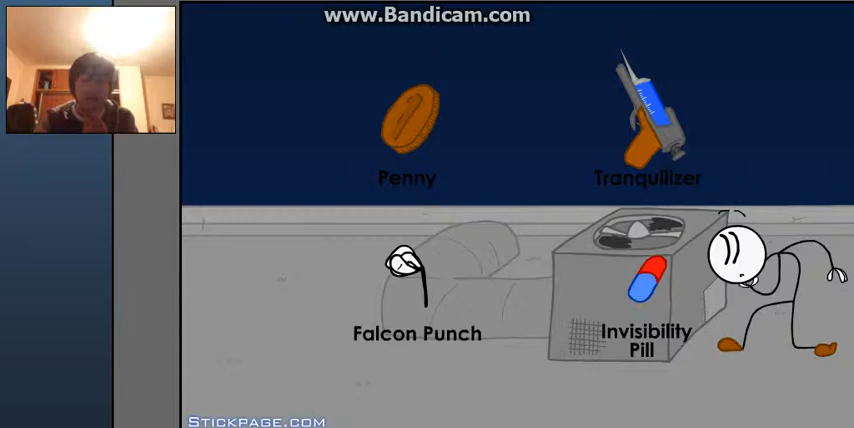 www.Bandicam.com
Penny
Tranquilizer
Falcon Punch
Invisibility
Pill
Stickpage.com